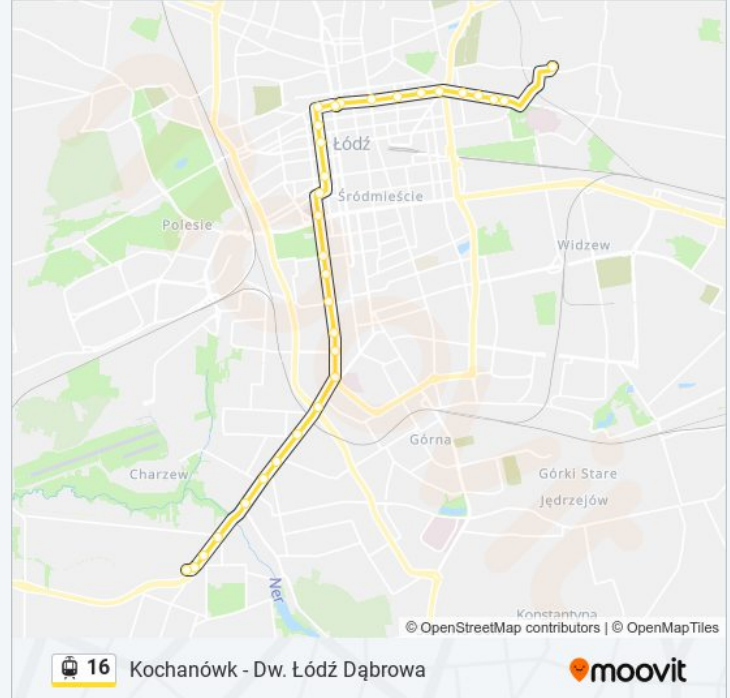 Łódź
Śródmieście
Polesie
Widzew
Górna
Charzew
Górki Stare
Jędrzejów
Ner
Konstantyna
© OpenStreetMap contributors | © OpenMapTiles
16 Kochanówk - Dw. Łódź Dąbrowa
moovit